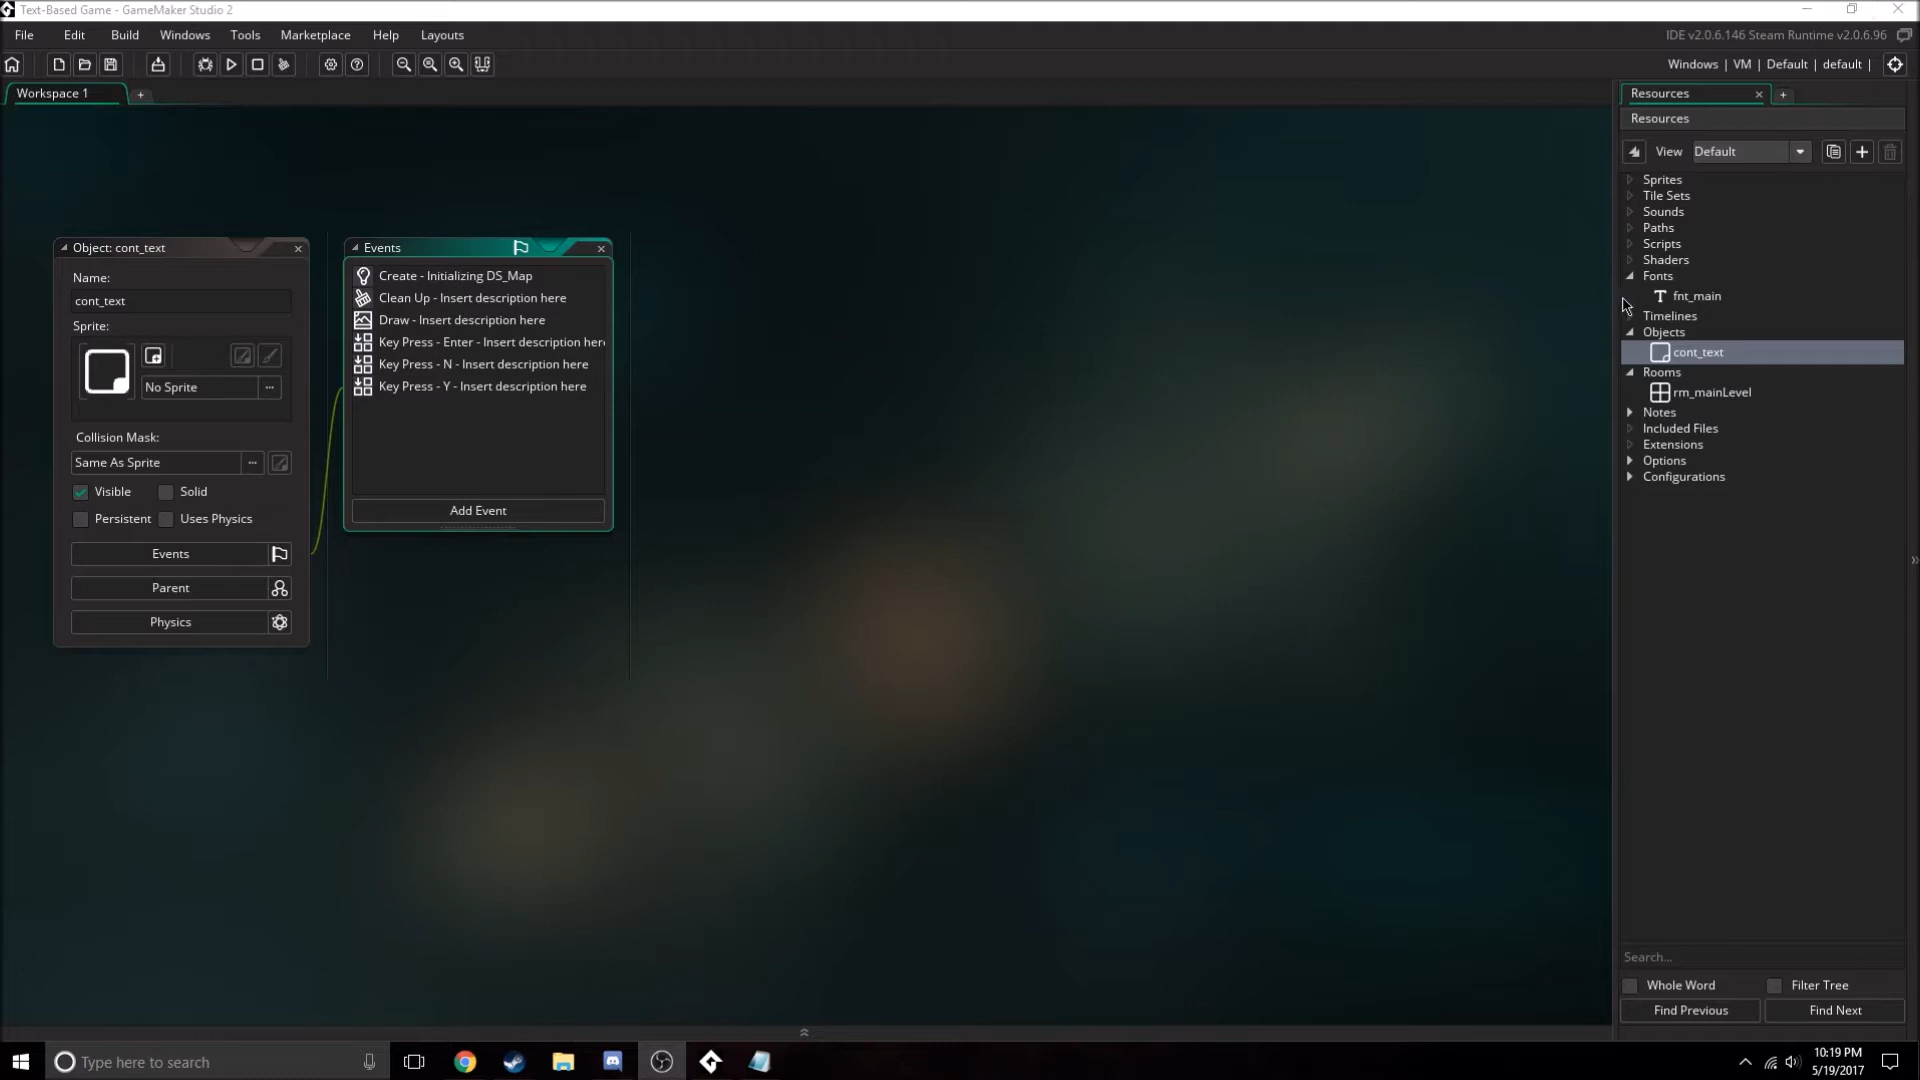 Text-Based Game - GameMaker Studio 2
File Edit Build Windows Tools Marketplace Help Layouts
IDE v2.0.6.146 Steam Runtime v2.0.6.96
Windows | VM | Default | default |
Workspace 1
Resources
Resources
View Default
Sprites
Tile Sets
Sounds
Paths
Scripts
Shaders
Fonts
fnt_main
Timelines
Objects
cont_text
Rooms
rm_mainLevel
Notes
Included Files
Extensions
Options
Configurations
Object: cont_text
Name:
cont_text
Sprite:
No Sprite
Collision Mask:
Same As Sprite
Visible Solid
Persistent Uses Physics
Events
Parent
Physics
Events
Create - Initializing DS_Map
Clean Up - Insert description here
Draw - Insert description here
Key Press - Enter - Insert description here
Key Press - N - Insert description here
Key Press - Y - Insert description here
Add Event
Search...
Whole Word Filter Tree
Find Previous Find Next
Type here to search
10:19 PM
5/19/2017